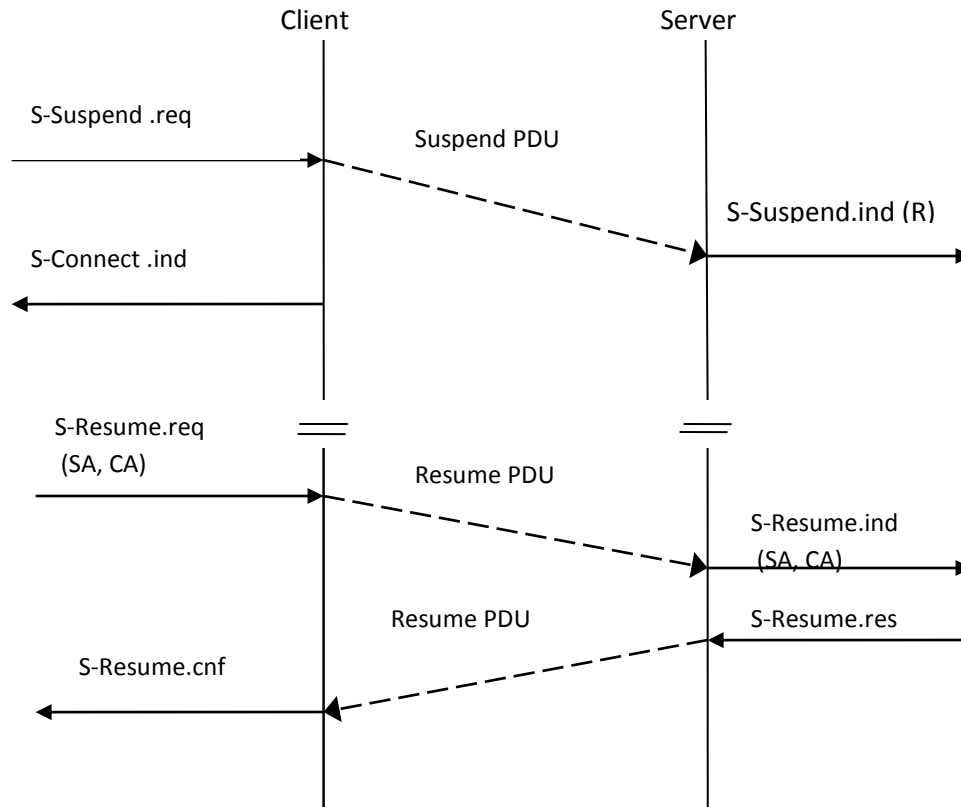 Client
Server
S-Suspend .req
Suspend PDU
S-Suspend.ind (R)
S-Connect .ind
S-Resume.req
(SA, CA)
Resume PDU
S-Resume.ind
(SA, CA)
Resume PDU
S-Resume.res
S-Resume.cnf